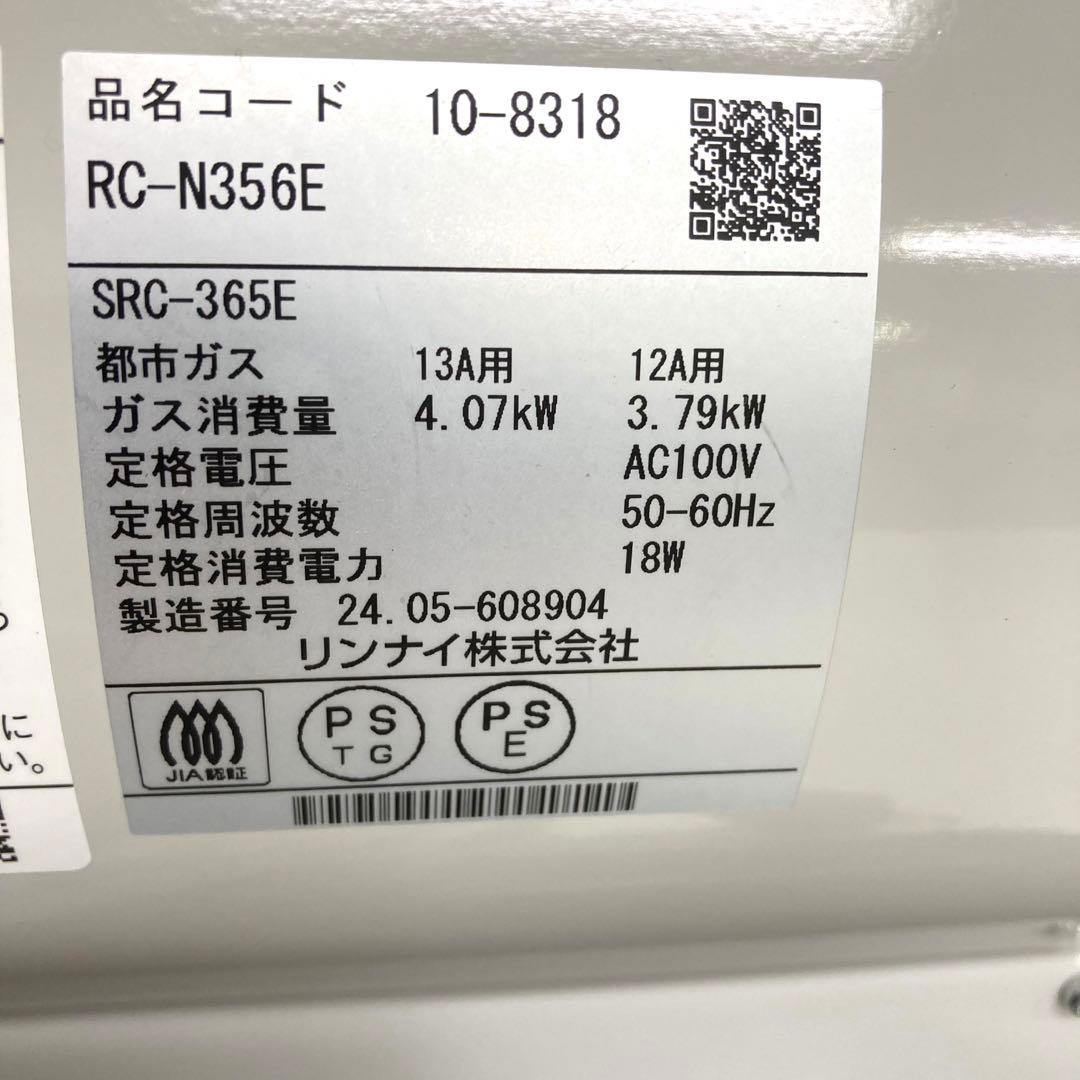 品名コード 10-8318
RC-N356E
SRC-365E
都市ガス 13A用 12A用
ガス消費量 4.07kW 3.79kW
定格電圧 AC100V
定格周波数 50-60Hz
定格消費電力 18W
製造番号 24.05-608904
リンナイ株式会社
JIA認証
PS TG
PS E
に
い。